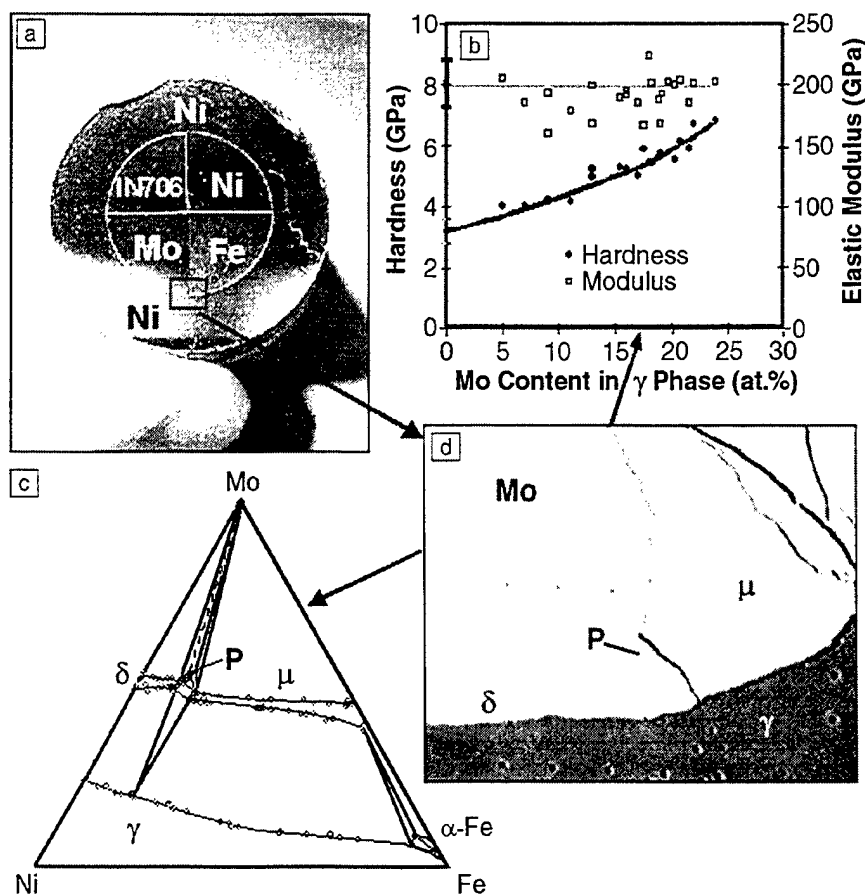 a
Ni
IN706 Ni
Mo Fe
Ni
b
10
8
6
4
2
0
Hardness (GPa)
250
200
150
100
50
0
Elastic Modulus (GPa)
Hardness
Modulus
0 5 10 15 20 25 30
Mo Content in γ Phase (at.%)
c
Mo
δ
P
μ
γ
α-Fe
Ni
Fe
d
Mo
μ
P
δ
γ